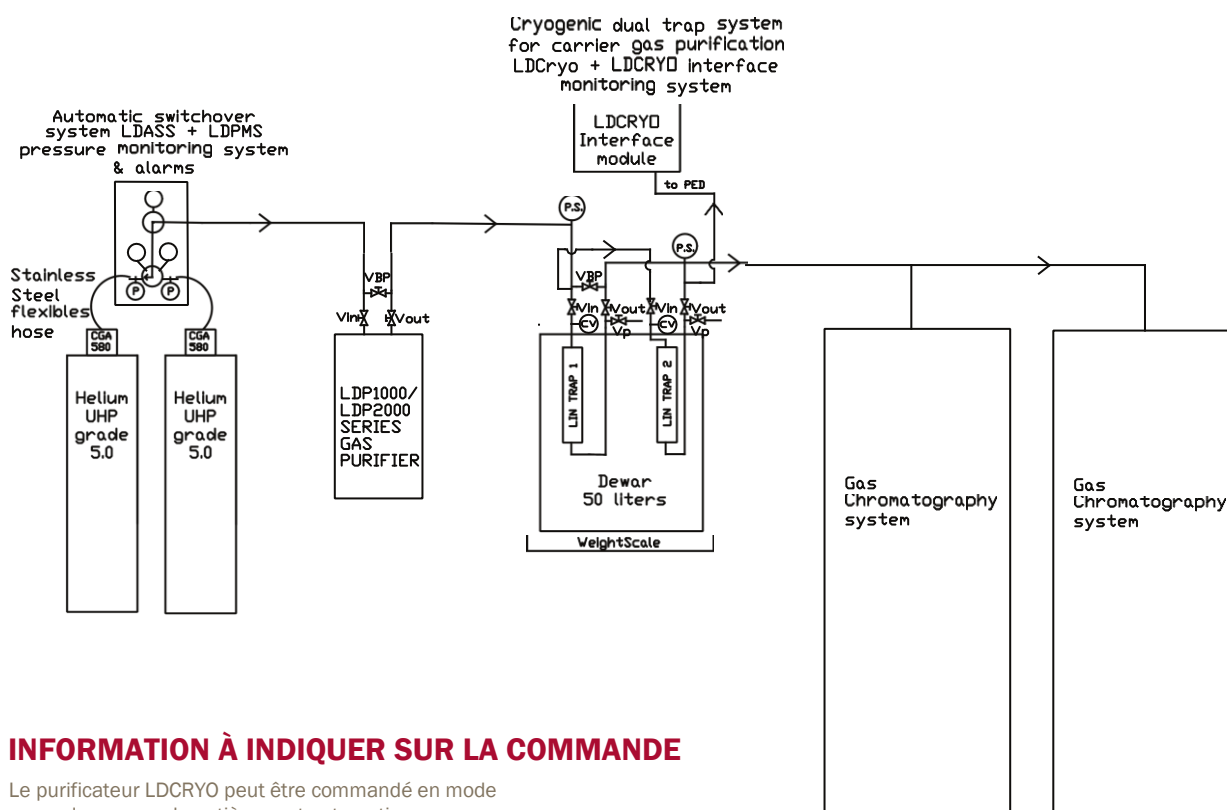 Cryogenic dual trap system
for carrier gas purification
LDCryo + LDCRYO interface
monitoring system
LDCRYO
Interface
module
to PED
Automatic switchover
system LDASS + LDPMS
pressure monitoring system
& alarms
Stainless
Steel
flexibles
hose
P
P
CGA
580
CGA
580
Helium
UHP
grade
5.0
Helium
UHP
grade
5.0
VBP
Vin
Vout
LDP1000/
LDP2000
SERIES
GAS
PURIFIER
P.S.
P.S.
VBP
Vin
Vout
Vin
Vout
CV
Vp
CV
Vp
LIN TRAP 1
LIN TRAP 2
Dewar
50 liters
WeightScale
Gas
Chromatography
system
Gas
Chromatography
system
INFORMATION À INDIQUER SUR LA COMMANDE
Le purificateur LDCRYO peut être commandé en mode